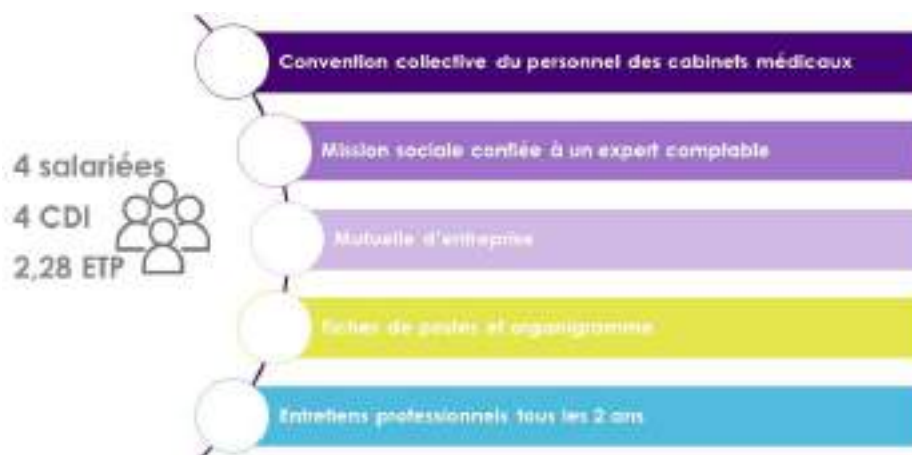 4 salariées
4 CDI
2,28 ETP
Convention collective du personnel des cabinets médicaux
Mission sociale confiée à un expert comptable
Mutuelle d'entreprise
Fiches de postes et organigramme
Entretiens professionnels tous les 2 ans